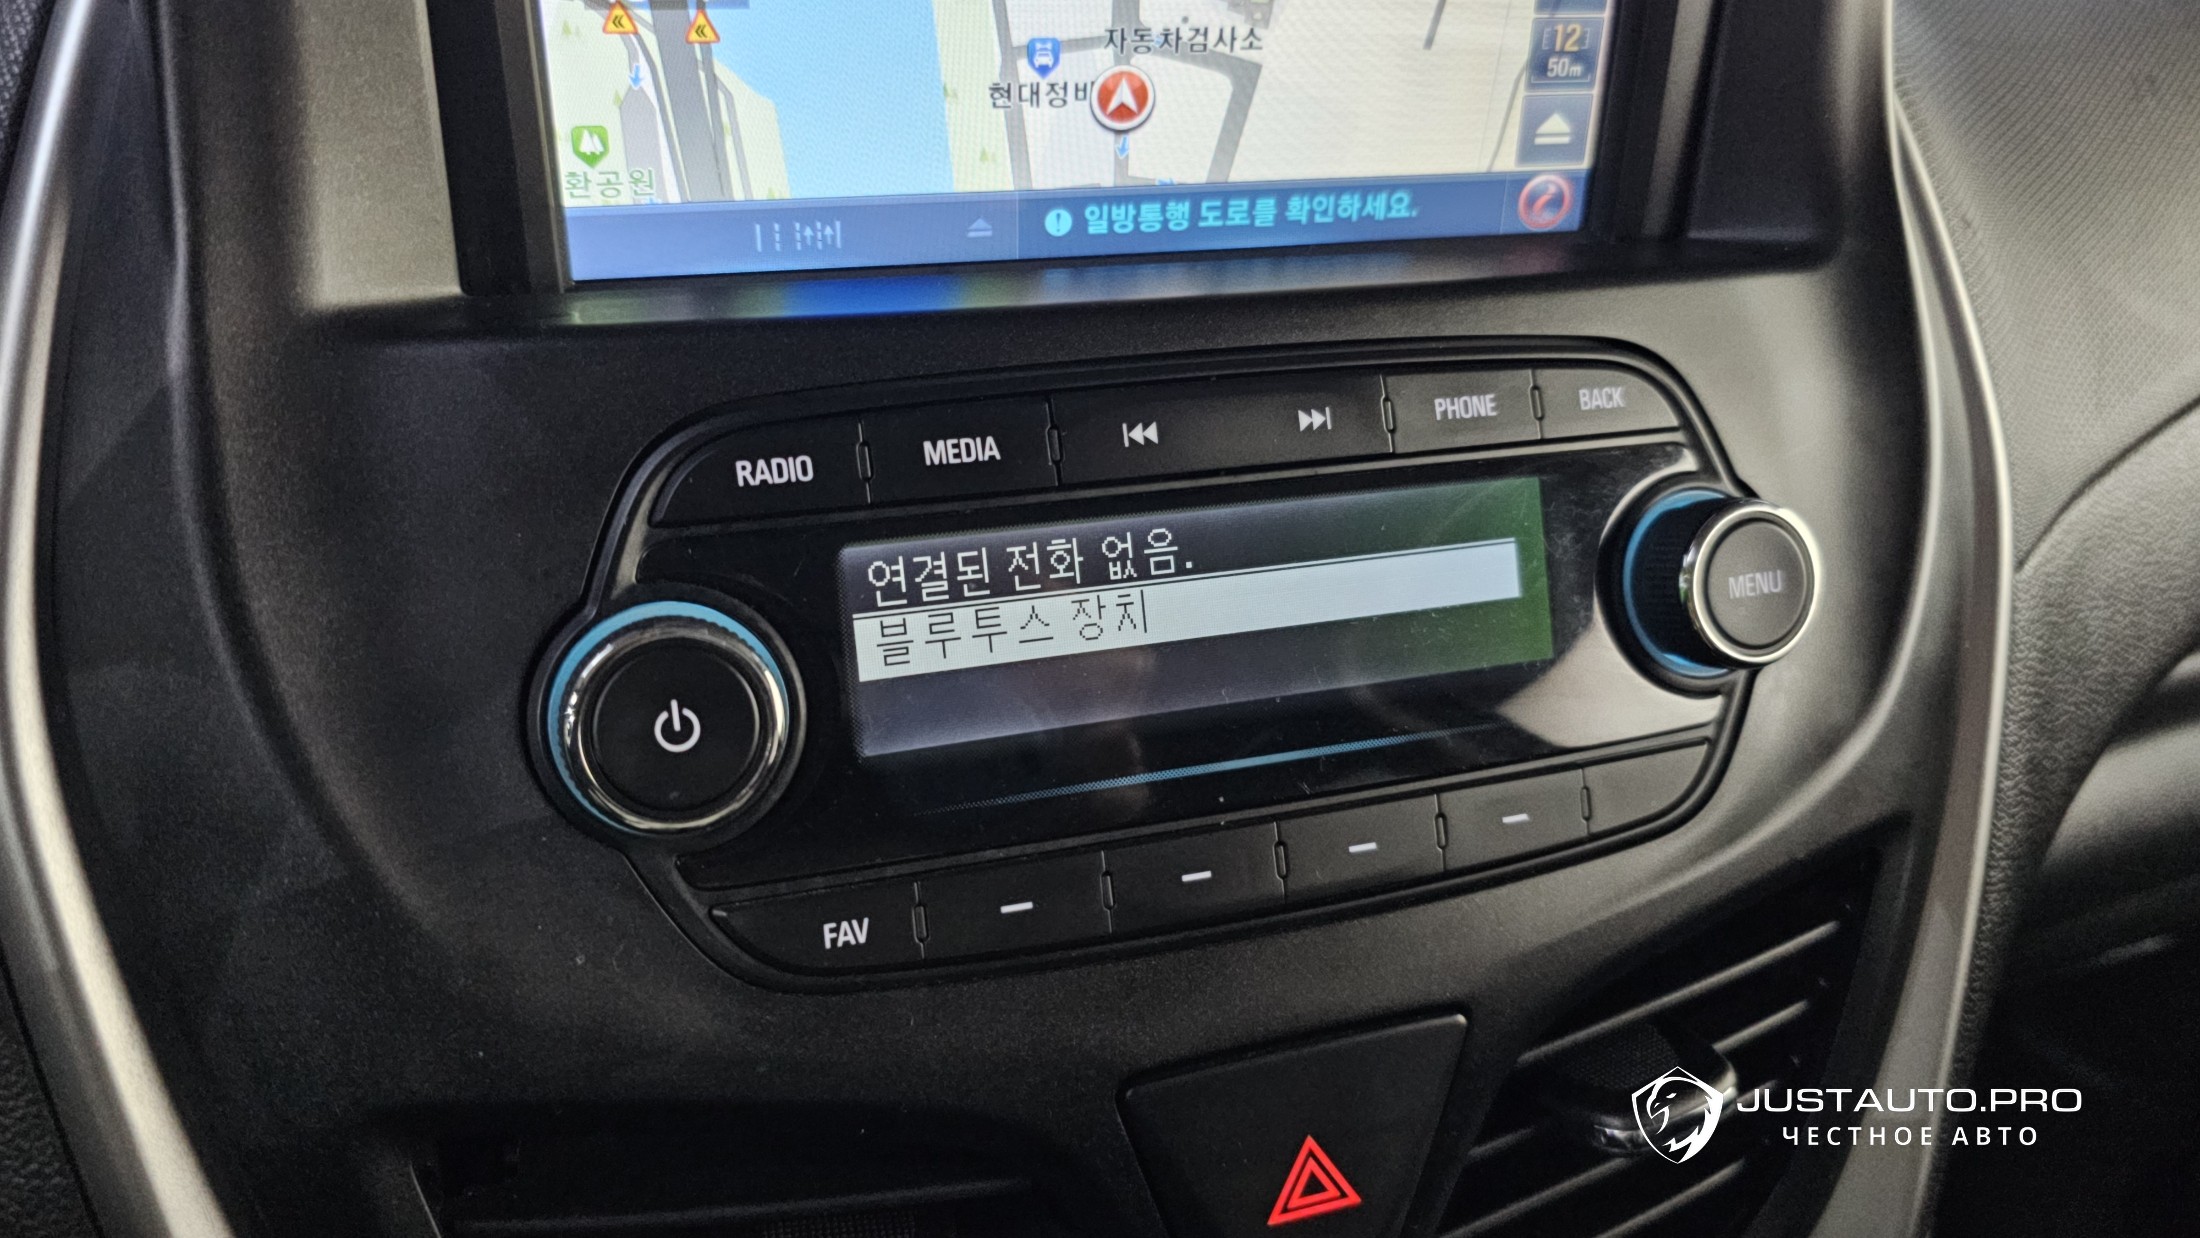 자동차검사소
현대정비
환공원
12
50m
일방통행 도로를 확인하세요.
RADIO
MEDIA
PHONE
BACK
연결된 전화 없음.
블루투스 장치
MENU
FAV
JUSTAUTO.PRO
ЧЕСТНОЕ АВТО